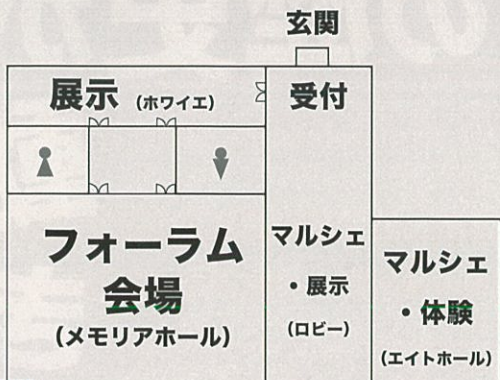 玄関
展示 （ホワイエ）
受付
フォーラム
会場
（メモリアホール）
マルシェ
・展示
（ロビー）
マルシェ
・体験
（エイトホール）